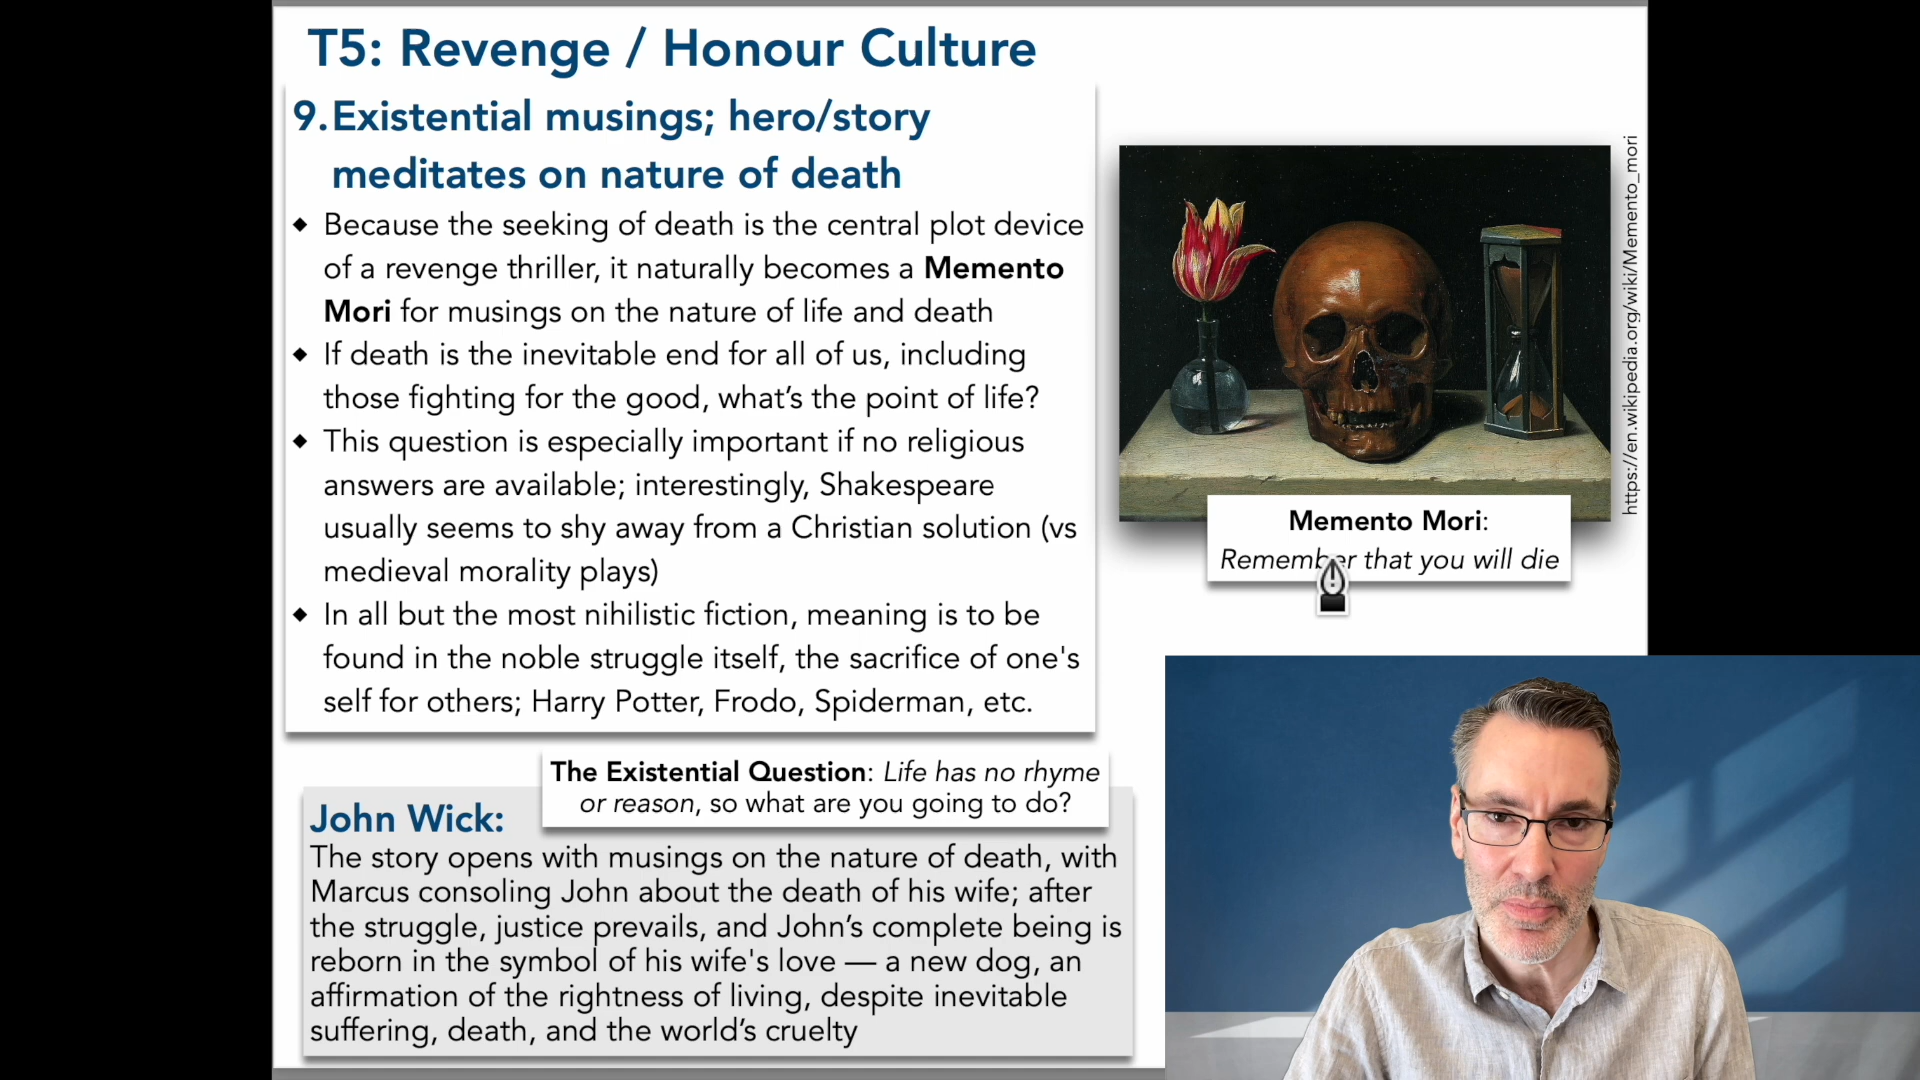 T5: Revenge / Honour Culture
9. Existential musings; hero/story
meditates on nature of death
◆ Because the seeking of death is the central plot device
of a revenge thriller, it naturally becomes a Memento
Mori for musings on the nature of life and death
◆ If death is the inevitable end for all of us, including
those fighting for the good, what’s the point of life?
◆ This question is especially important if no religious
answers are available; interestingly, Shakespeare
usually seems to shy away from a Christian solution (vs
medieval morality plays)
◆ In all but the most nihilistic fiction, meaning is to be
found in the noble struggle itself, the sacrifice of one's
self for others; Harry Potter, Frodo, Spiderman, etc.
https://en.wikipedia.org/wiki/Memento_mori
Memento Mori:
Remember that you will die
The Existential Question: Life has no rhyme
or reason, so what are you going to do?
John Wick:
The story opens with musings on the nature of death, with
Marcus consoling John about the death of his wife; after
the struggle, justice prevails, and John’s complete being is
reborn in the symbol of his wife's love — a new dog, an
affirmation of the rightness of living, despite inevitable
suffering, death, and the world’s cruelty